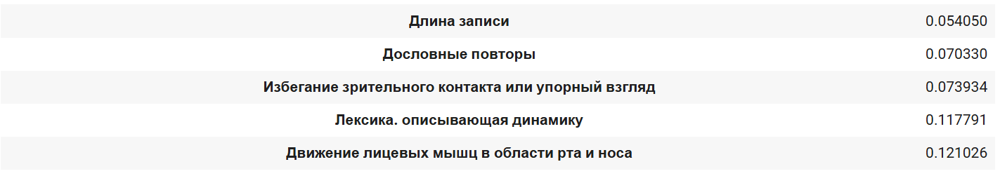 Длина записи 0.054050
Дословные повторы 0.070330
Избегание зрительного контакта или упорный взгляд 0.073934
Лексика. описывающая динамику 0.117791
Движение лицевых мышц в области рта и носа 0.121026